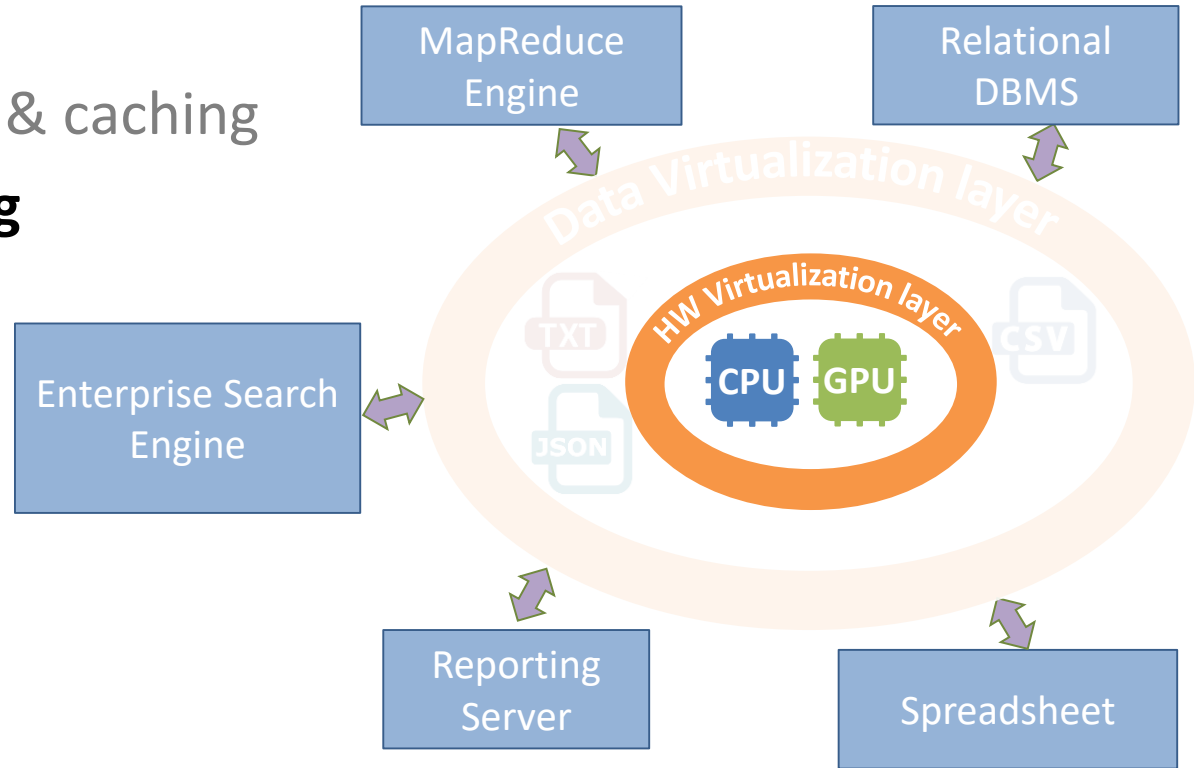 MapReduce
Engine
Relational
DBMS
& caching
g
Data Virtualization layer
HW Virtualization layer
TXT
CSV
CPU
GPU
JSON
Enterprise Search
Engine
Reporting
Server
Spreadsheet